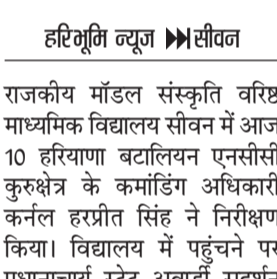 हरिभूमि न्यूज ▶▶ सीवन
राजकीय मॉडल संस्कृति वरिष्ठ
माध्यमिक विद्यालय सीवन में आज
10 हरियाणा बटालियन एनसीसी
कुरुक्षेत्र के कमांडिंग अधिकारी
कर्नल हरप्रीत सिंह ने निरीक्षण
किया। विद्यालय में पहुंचने पर